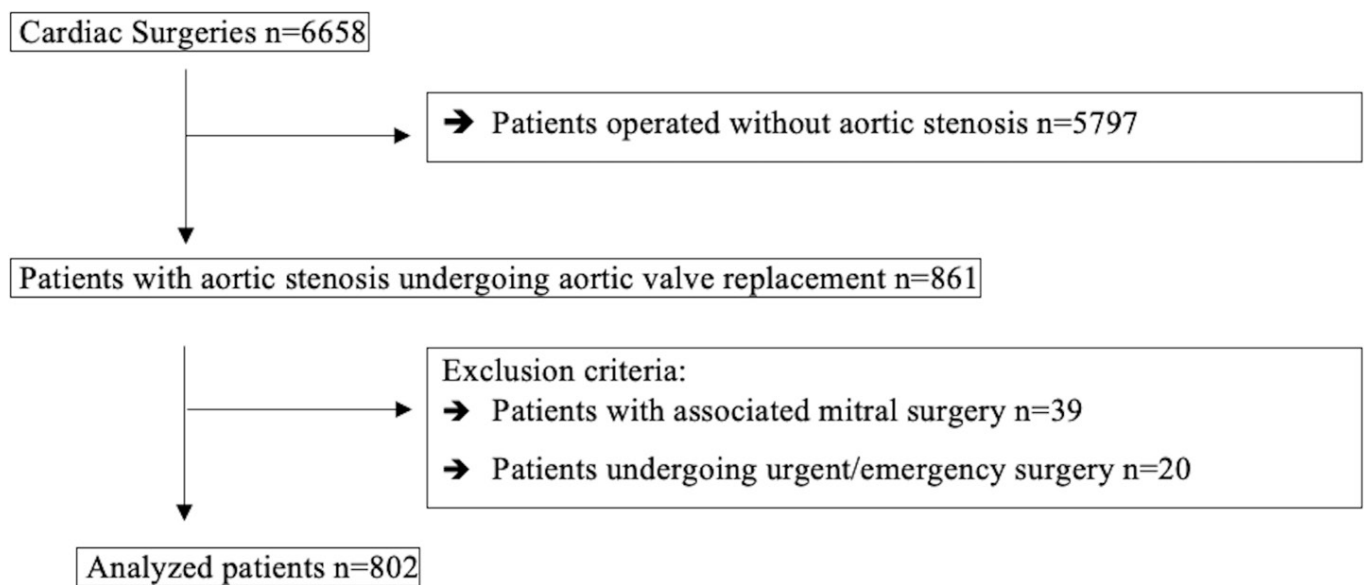 Cardiac Surgeries n=6658
➔ Patients operated without aortic stenosis n=5797
Patients with aortic stenosis undergoing aortic valve replacement n=861
Exclusion criteria:
➔ Patients with associated mitral surgery n=39
➔ Patients undergoing urgent/emergency surgery n=20
Analyzed patients n=802